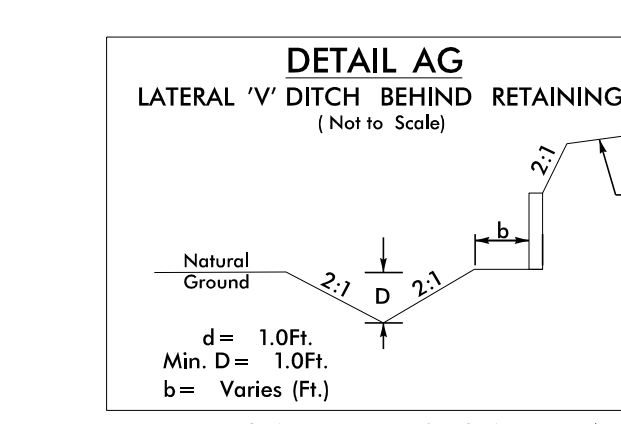 DETAIL AG
LATERAL 'V' DITCH BEHIND RETAINING
( Not to Scale)
2:1
b
Natural
Ground
2:1
D
2:1
d = 1.0Ft.
Min. D = 1.0Ft.
b = Varies (Ft.)